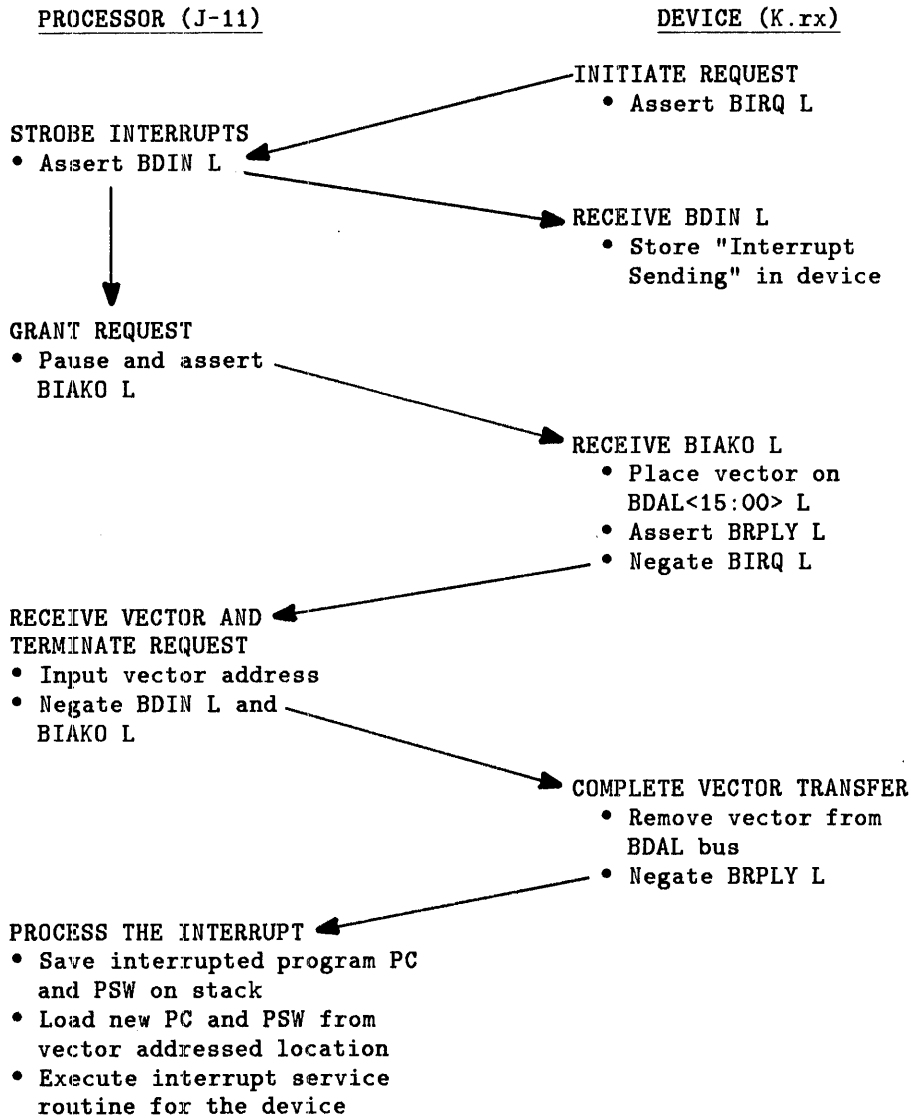 PROCESSOR (J-11)
DEVICE (K.rx)
INITIATE REQUEST
• Assert BIRQ L
STROBE INTERRUPTS
• Assert BDIN L
RECEIVE BDIN L
• Store "Interrupt
Sending" in device
GRANT REQUEST
• Pause and assert
BIAKO L
RECEIVE BIAKO L
• Place vector on
BDAL<15:00> L
• Assert BRPLY L
• Negate BIRQ L
RECEIVE VECTOR AND
TERMINATE REQUEST
• Input vector address
• Negate BDIN L and
BIAKO L
COMPLETE VECTOR TRANSFER
• Remove vector from
BDAL bus
• Negate BRPLY L
PROCESS THE INTERRUPT
• Save interrupted program PC
and PSW on stack
• Load new PC and PSW from
vector addressed location
• Execute interrupt service
routine for the device